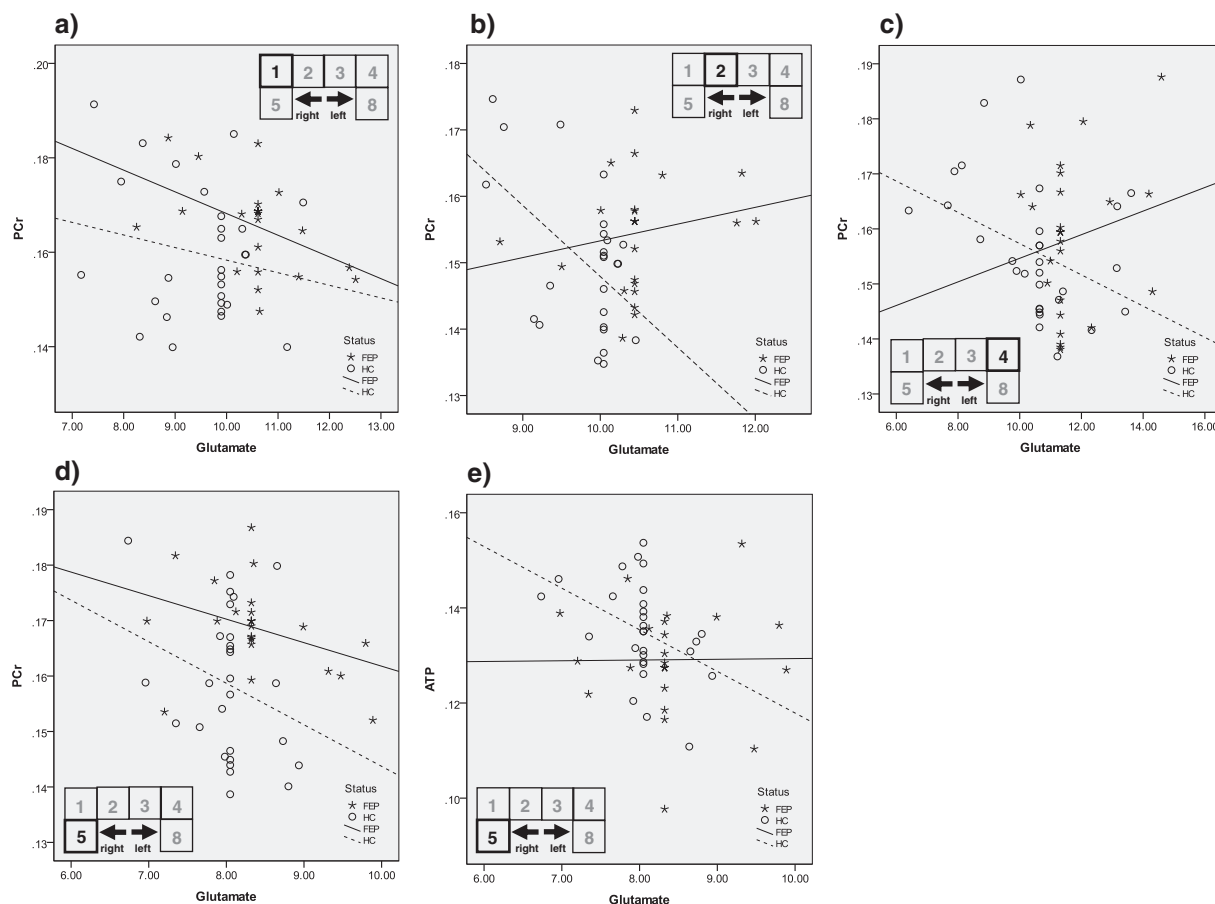 a)
.20
.18
.16
.14
PCr
7.00 8.00 9.00 10.00 11.00 12.00 13.00
Glutamate
1 2 3 4
5 right left 8
Status
FEP
HC
FEP
HC
b)
.18
.17
.16
.15
.14
.13
PCr
9.00 10.00 11.00 12.00
Glutamate
1 2 3 4
5 right left 8
Status
FEP
HC
FEP
HC
c)
.19
.18
.17
.16
.15
.14
.13
PCr
6.00 8.00 10.00 12.00 14.00 16.00
Glutamate
1 2 3 4
5 right left 8
Status
FEP
HC
FEP
HC
d)
.19
.18
.17
.16
.15
.14
.13
PCr
6.00 7.00 8.00 9.00 10.00
Glutamate
1 2 3 4
5 right left 8
Status
FEP
HC
FEP
HC
e)
.16
.14
.12
.10
ATP
6.00 7.00 8.00 9.00 10.00
Glutamate
1 2 3 4
5 right left 8
Status
FEP
HC
FEP
HC